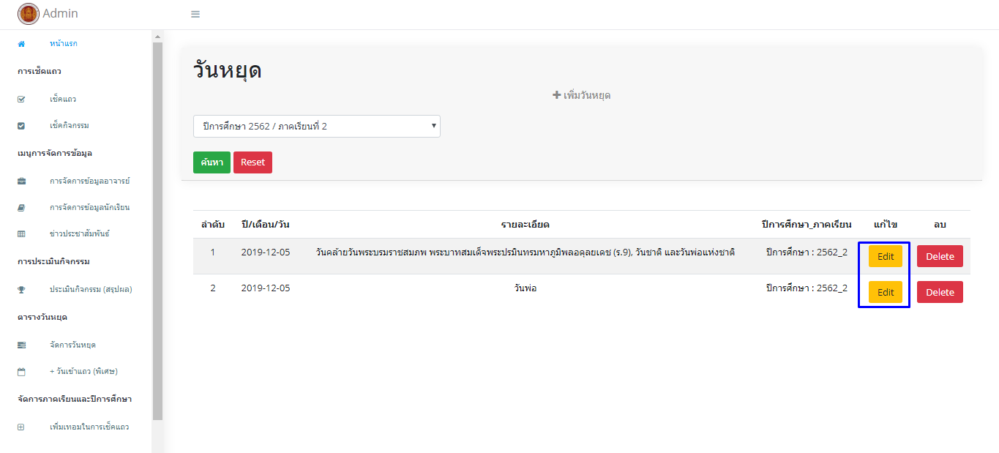 Admin
หน้าแรก
การเช็คแถว
เช็คแถว
เช็คกิจกรรม
เมนูการจัดการข้อมูล
การจัดการข้อมูลอาจารย์
การจัดการข้อมูลนักเรียน
ข่าวประชาสัมพันธ์
การประเมินกิจกรรม
ประเมินกิจกรรม (สรุปผล)
ตารางวันหยุด
จัดการวันหยุด
+ วันเข้าแถว (พิเศษ)
จัดการภาคเรียนและปีการศึกษา
เพิ่มเทอมในการเช็คแถว
วันหยุด
เพิ่มวันหยุด
ปีการศึกษา 2562 / ภาคเรียนที่ 2
ค้นหา Reset
ลำดับ ปี/เดือน/วัน รายละเอียด ปีการศึกษา_ภาคเรียน แก้ไข ลบ
1 2019-12-05 วันคล้ายวันพระบรมราชสมภพ พระบาทสมเด็จพระปรมินทรมหาภูมิพลอดุลยเดช (ร.9), วันชาติ และวันพ่อแห่งชาติ ปีการศึกษา : 2562_2 Edit Delete
2 2019-12-05 วันพ่อ ปีการศึกษา : 2562_2 Edit Delete